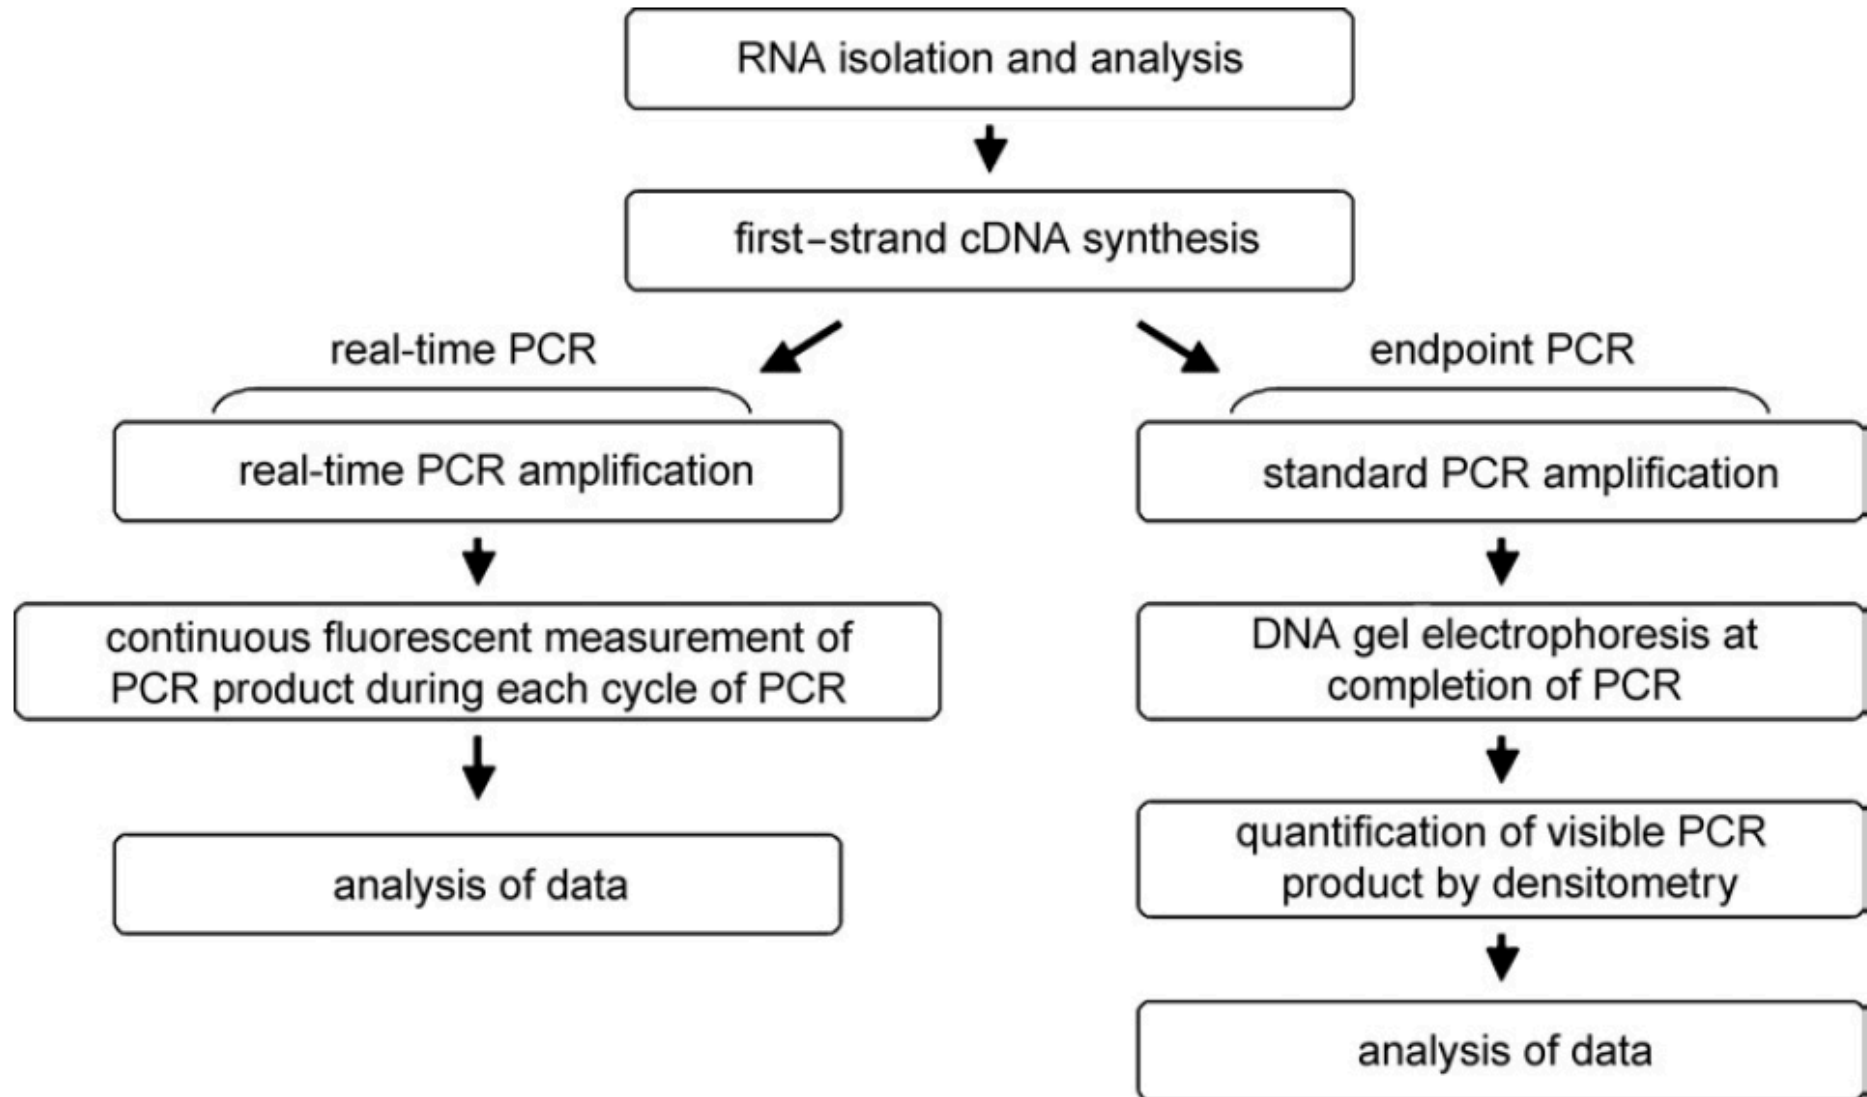 RNA isolation and analysis
first–strand cDNA synthesis
real-time PCR
real-time PCR amplification
continuous fluorescent measurement of
PCR product during each cycle of PCR
analysis of data
endpoint PCR
standard PCR amplification
DNA gel electrophoresis at
completion of PCR
quantification of visible PCR
product by densitometry
analysis of data